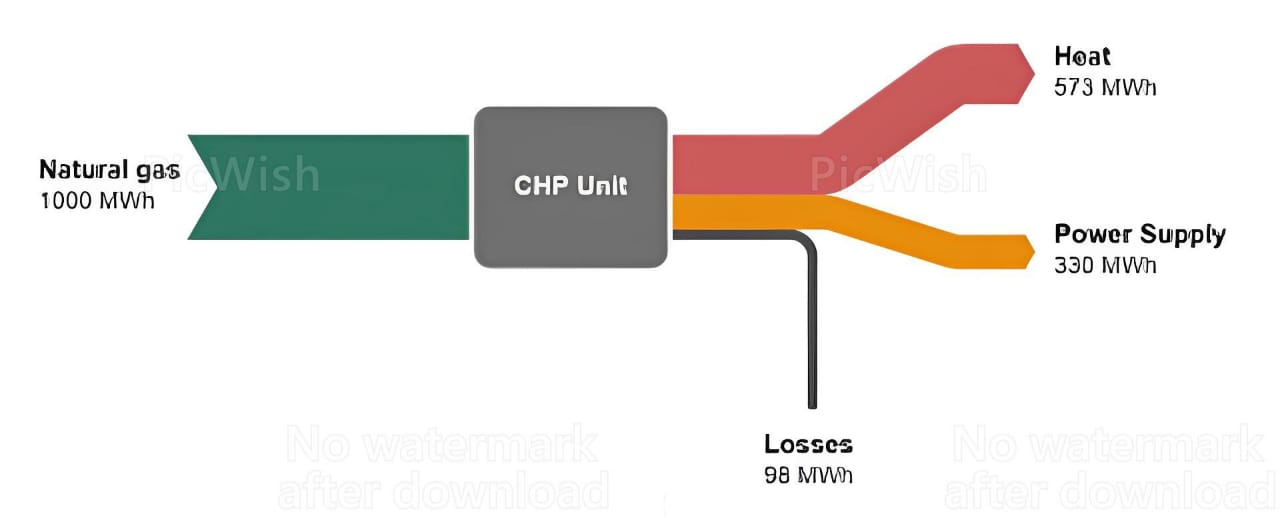 Heat
573 MWh
Natural gas
1000 MWh
PicWish
CHP Unit
PicWish
Power Supply
330 MWh
Losses
98 MWh
No watermark
after download
No watermark
after download